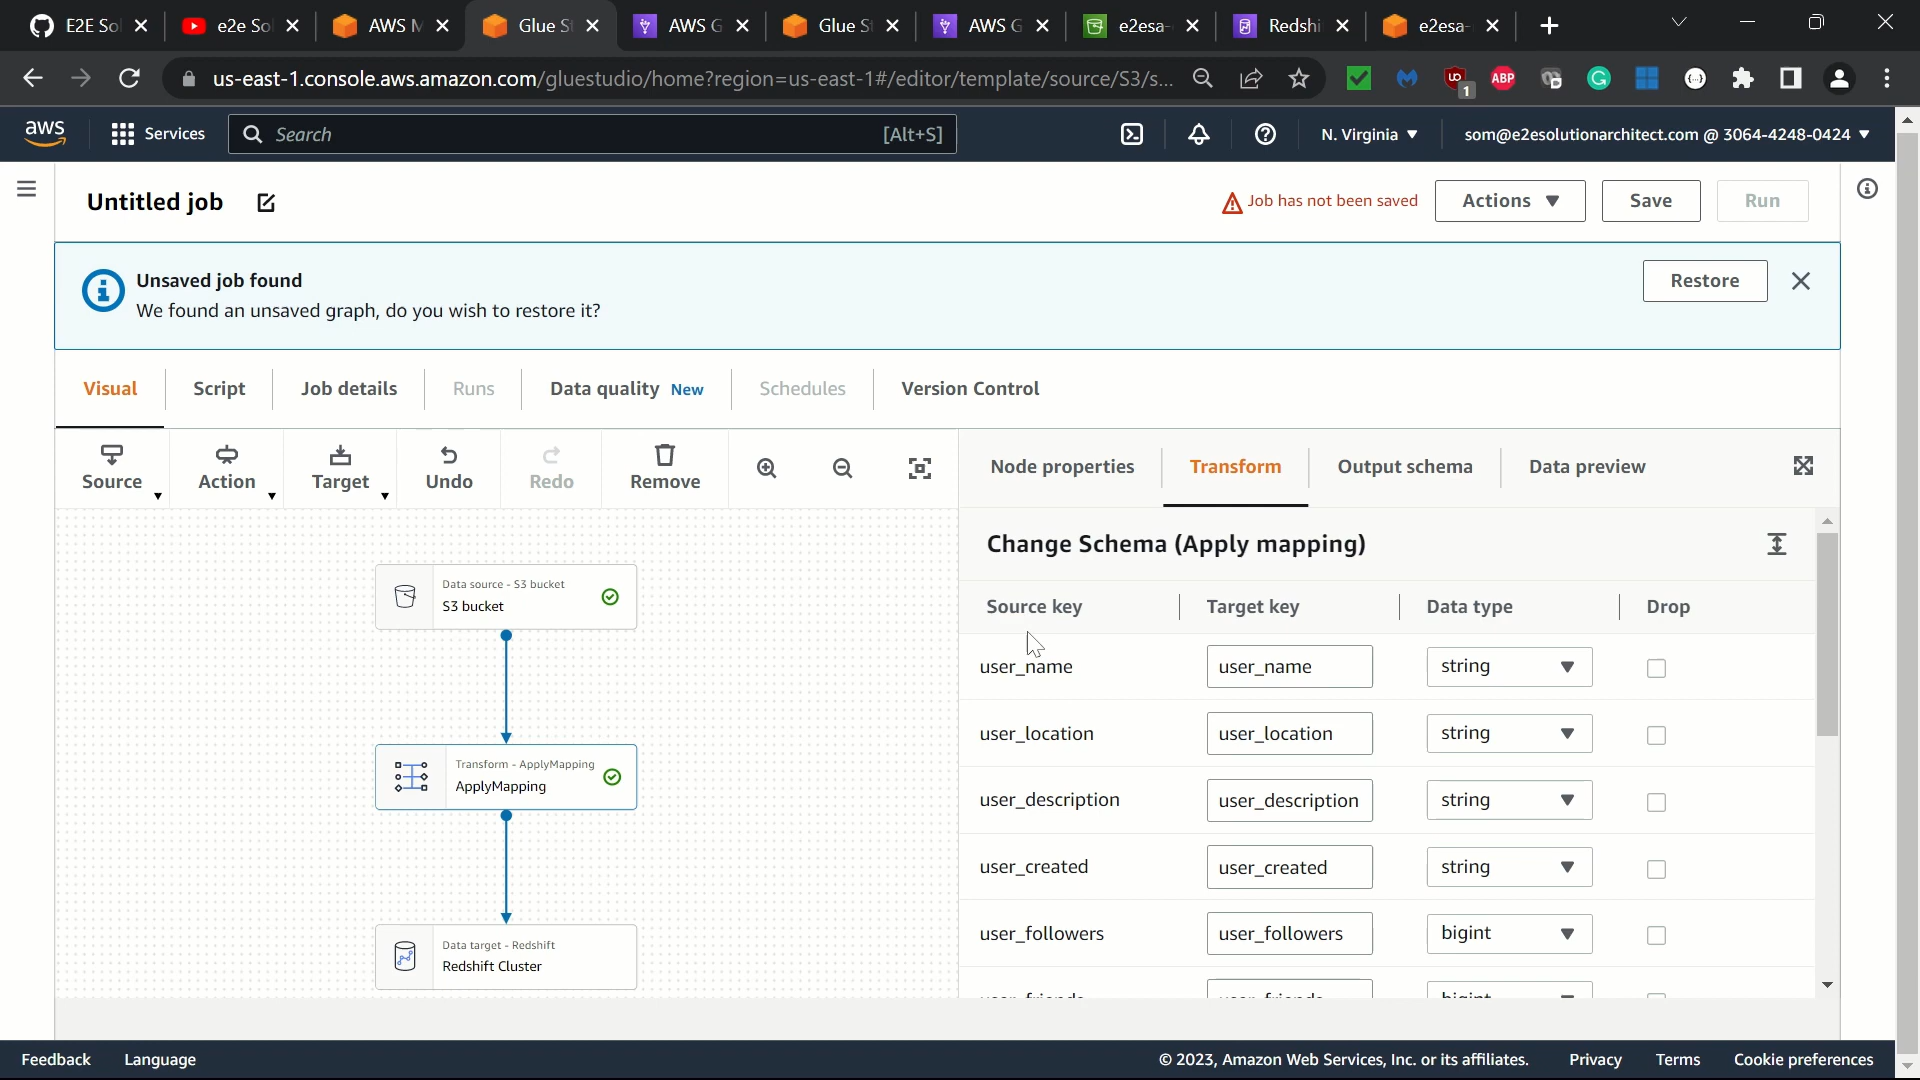 E2E So
e2e So
AWS M
Glue S
AWS G
Glue St
AWS G
e2esa-
Redshi
e2esa-
us-east-1.console.aws.amazon.com/gluestudio/home?region=us-east-1#/editor/template/source/S3/s...
1
ABP
aws
Services
Search
[Alt+S]
N. Virginia
som@e2esolutionarchitect.com @ 3064-4248-0424
Untitled job
Job has not been saved
Actions
Save
Run
Unsaved job found
We found an unsaved graph, do you wish to restore it?
Restore
Visual
Script
Job details
Runs
Data quality New
Schedules
Version Control
Source
Action
Target
Undo
Redo
Remove
Node properties
Transform
Output schema
Data preview
Data source - S3 bucket
S3 bucket
Transform - ApplyMapping
ApplyMapping
Data target - Redshift
Redshift Cluster
Change Schema (Apply mapping)
Source key Target key Data type Drop
user_name user_name string
user_location user_location string
user_description user_description string
user_created user_created string
user_followers user_followers bigint
Feedback
Language
© 2023, Amazon Web Services, Inc. or its affiliates.
Privacy
Terms
Cookie preferences